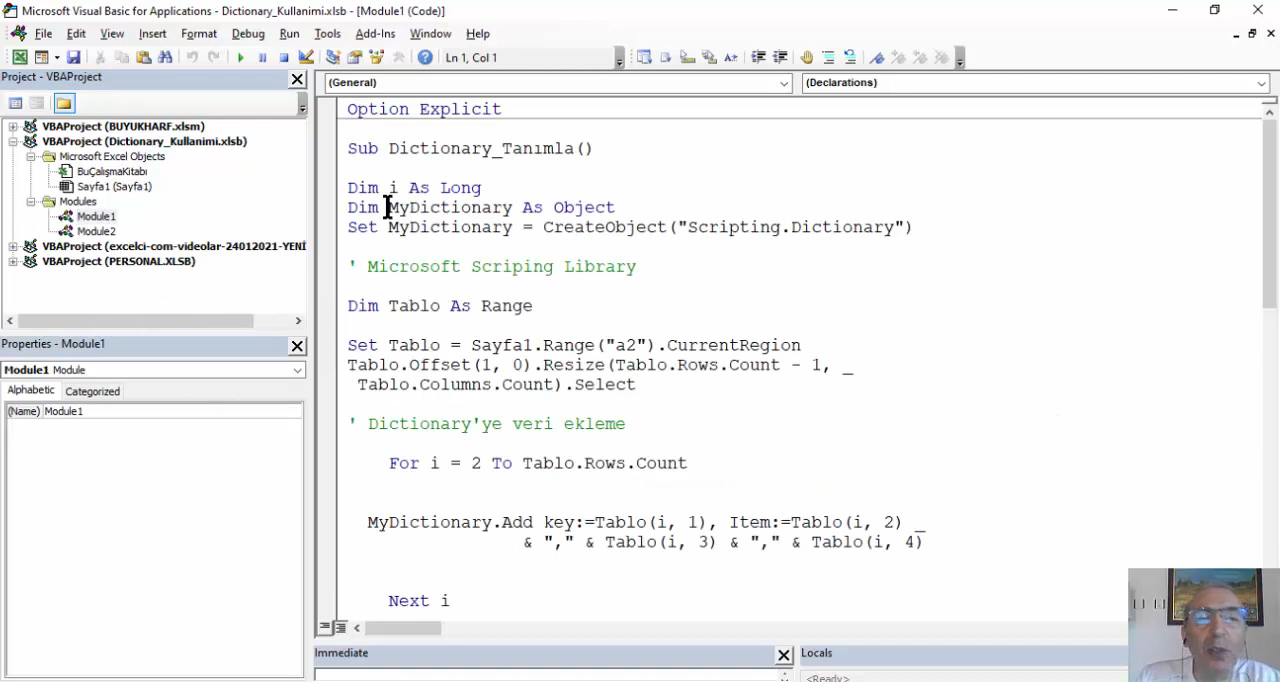 Microsoft Visual Basic for Applications - Dictionary_Kullanimi.xlsb - [Module1 (Code)]
File Edit View Insert Format Debug Run Tools Add-Ins Window Help
Ln 1, Col 1
Project - VBAProject
VBAProject (BUYUKHARF.xlsm)
VBAProject (Dictionary_Kullanimi.xlsb)
Microsoft Excel Objects
BuÇalışmaKitabı
Sayfa1 (Sayfa1)
Modules
Module1
Module2
VBAProject (excelci-com-videolar-24012021-YENİ
VBAProject (PERSONAL.XLSB)
Properties - Module1
Module1 Module
Alphabetic Categorized
(Name) Module1
(General) (Declarations)
Option Explicit
Sub Dictionary_Tanımla()
Dim i As Long
Dim MyDictionary As Object
Set MyDictionary = CreateObject("Scripting.Dictionary")
' Microsoft Scriping Library
Dim Tablo As Range
Set Tablo = Sayfa1.Range("a2").CurrentRegion
Tablo.Offset(1, 0).Resize(Tablo.Rows.Count - 1, _
Tablo.Columns.Count).Select
' Dictionary'ye veri ekleme
For i = 2 To Tablo.Rows.Count
MyDictionary.Add key:=Tablo(i, 1), Item:=Tablo(i, 2) _
& "," & Tablo(i, 3) & "," & Tablo(i, 4)
Next i
Immediate
Locals
<Ready>